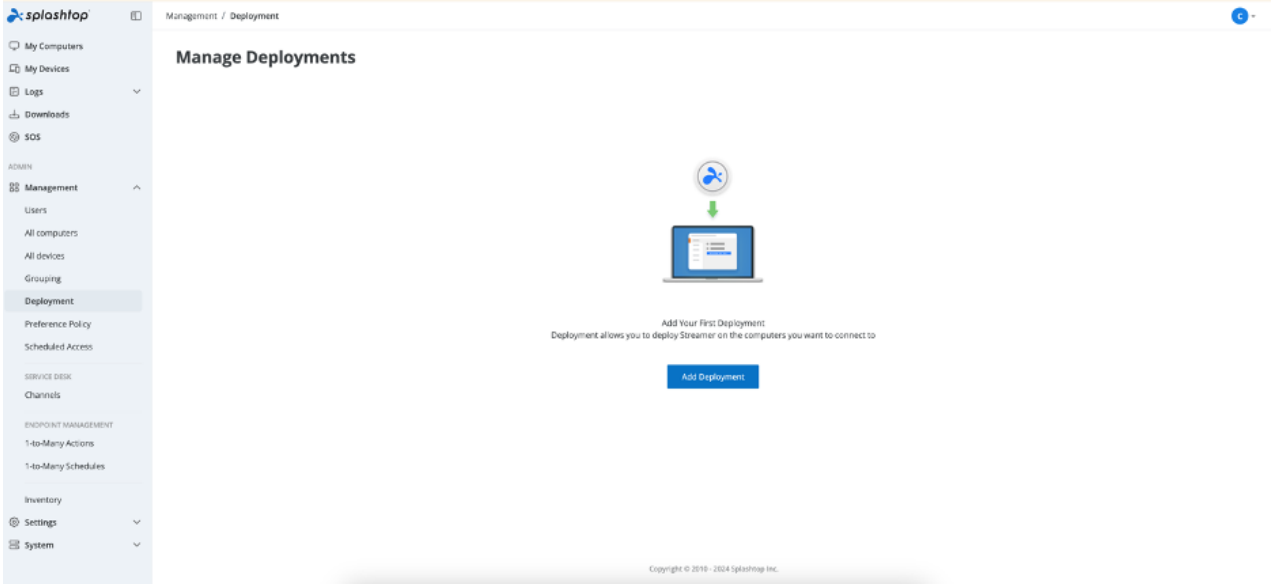 splashtop
Management / Deployment
C
My Computers
My Devices
Logs
Downloads
SOS
ADMIN
Management
Users
All computers
All devices
Grouping
Deployment
Preference Policy
Scheduled Access
SERVICE DESK
Channels
ENDPOINT MANAGEMENT
1-to-Many Actions
1-to-Many Schedules
Inventory
Settings
System
Manage Deployments
Add Your First Deployment
Deployment allows you to deploy Streamer on the computers you want to connect to
Add Deployment
Copyright © 2010 - 2024 Splashtop Inc.